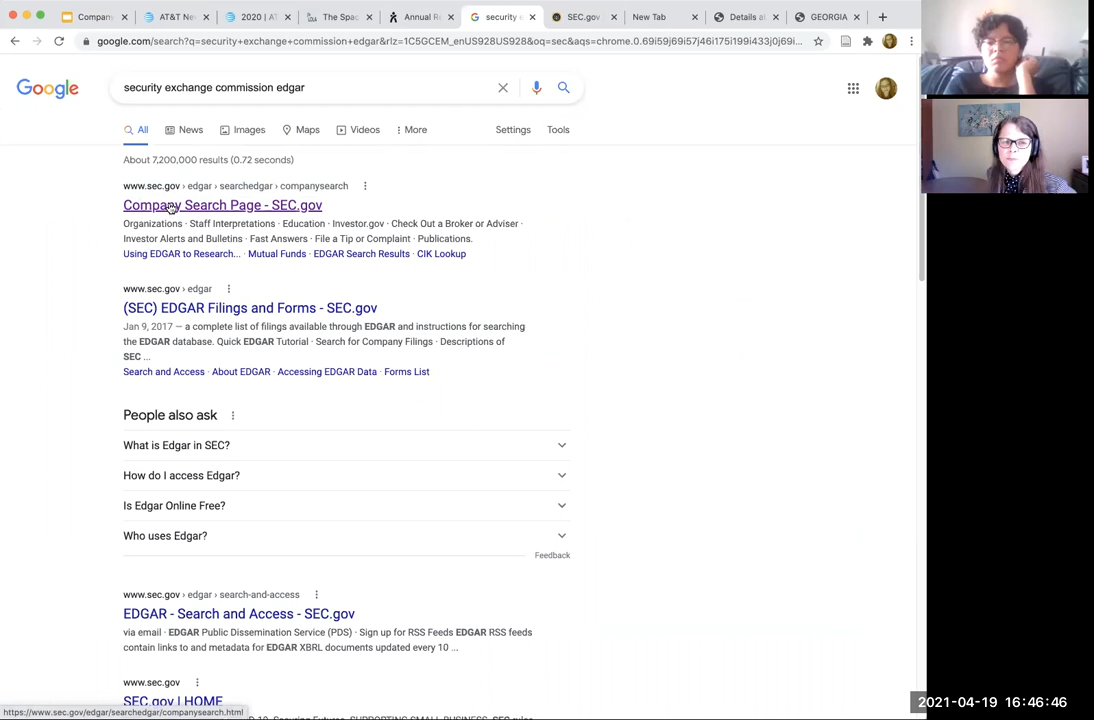 Company
AT&T Ne
2020 | AT
The Spac
Annual Re
security e
SEC.gov
New Tab
Details a
GEORGIA
google.com/search?q=security+exchange+commission+edgar&rlz=1C5GCEM_enUS928US928&oq=sec&aqs=chrome.0.69i59j69i57j46i175i199i433j0j69i...
Google
security exchange commission edgar
All
News
Images
Maps
Videos
More
Settings
Tools
About 7,200,000 results (0.72 seconds)
www.sec.gov › edgar › searchedgar › companysearch
Company Search Page - SEC.gov
Organizations · Staff Interpretations · Education · Investor.gov · Check Out a Broker or Adviser ·
Investor Alerts and Bulletins · Fast Answers · File a Tip or Complaint · Publications.
Using EDGAR to Research... · Mutual Funds · EDGAR Search Results · CIK Lookup
www.sec.gov › edgar
(SEC) EDGAR Filings and Forms - SEC.gov
Jan 9, 2017 — a complete list of filings available through EDGAR and instructions for searching
the EDGAR database. Quick EDGAR Tutorial · Search for Company Filings · Descriptions of
SEC ...
Search and Access · About EDGAR · Accessing EDGAR Data · Forms List
People also ask
What is Edgar in SEC?
How do I access Edgar?
Is Edgar Online Free?
Who uses Edgar?
Feedback
www.sec.gov › edgar › search-and-access
EDGAR - Search and Access - SEC.gov
via email · EDGAR Public Dissemination Service (PDS) · Sign up for RSS Feeds EDGAR RSS feeds
contain links to and metadata for EDGAR XBRL documents updated every 10 ...
www.sec.gov
SEC.gov | HOME
https://www.sec.gov/edgar/searchedgar/companysearch.html
2021-04-19 16:46:46